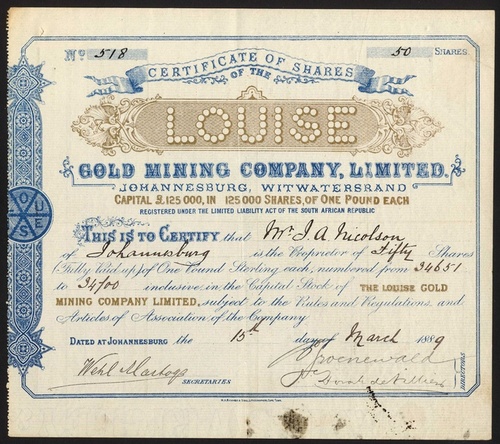 No 518 50 SHARES.
CERTIFICATE OF SHARES
OF THE
LOUISE
GOLD MINING COMPANY, LIMITED.
JOHANNESBURG, WITWATERSRAND
CAPITAL £125,000, IN 125000 SHARES, OF ONE POUND EACH
REGISTERED UNDER THE LIMITED LIABILITY ACT OF THE SOUTH AFRICAN REPUBLIC
THIS IS TO CERTIFY that Mr J. A. Nicolson
of Johannesburg is the Proprietor of Fifty Shares
(Fully paid up) of One Pound Sterling each, numbered from 34651
to 34700 inclusive in the Capital Stock of THE LOUISE GOLD
MINING COMPANY LIMITED, subject to the Rules and Regulations and
Articles of Association of the Company
DATED AT JOHANNESBURG the 15th day of March 1889
SECRETARIES
DIRECTORS